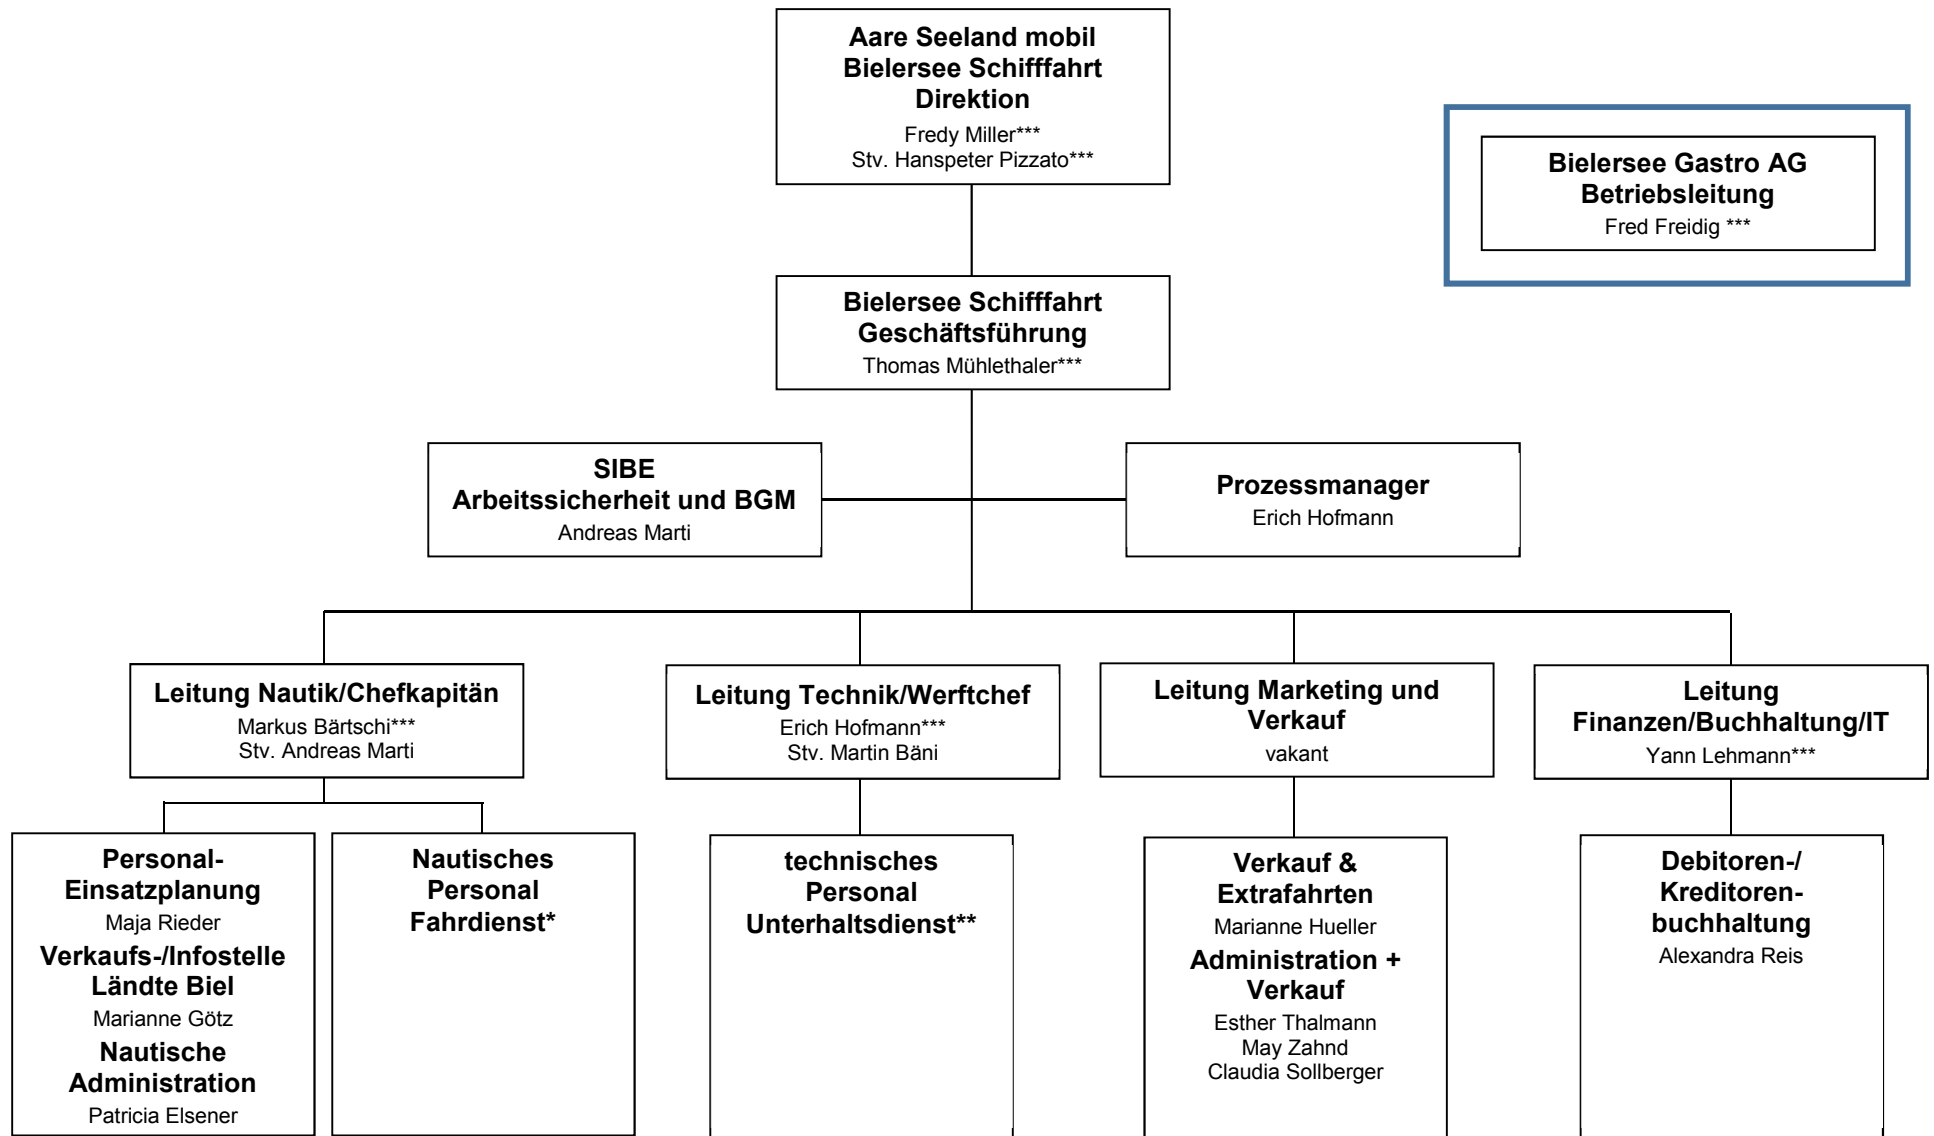 Aare Seeland mobil
Bielersee Schifffahrt
Direktion
Fredy Miller***
Stv. Hanspeter Pizzato***
Bielersee Gastro AG
Betriebsleitung
Fred Freidig ***
Bielersee Schifffahrt
Geschäftsführung
Thomas Mühlethaler***
SIBE
Arbeitssicherheit und BGM
Andreas Marti
Prozessmanager
Erich Hofmann
Leitung Nautik/Chefkapitän
Markus Bärtschi***
Stv. Andreas Marti
Leitung Technik/Werftchef
Erich Hofmann***
Stv. Martin Bäni
Leitung Marketing und
Verkauf
vakant
Leitung
Finanzen/Buchhaltung/IT
Yann Lehmann***
Personal-
Einsatzplanung
Maja Rieder
Verkaufs-/Infostelle
Ländte Biel
Marianne Götz
Nautische
Administration
Patricia Elsener
Nautisches
Personal
Fahrdienst*
technisches
Personal
Unterhaltsdienst**
Verkauf &
Extrafahrten
Marianne Hueller
Administration +
Verkauf
Esther Thalmann
May Zahnd
Claudia Sollberger
Debitoren-/
Kreditoren-
buchhaltung
Alexandra Reis